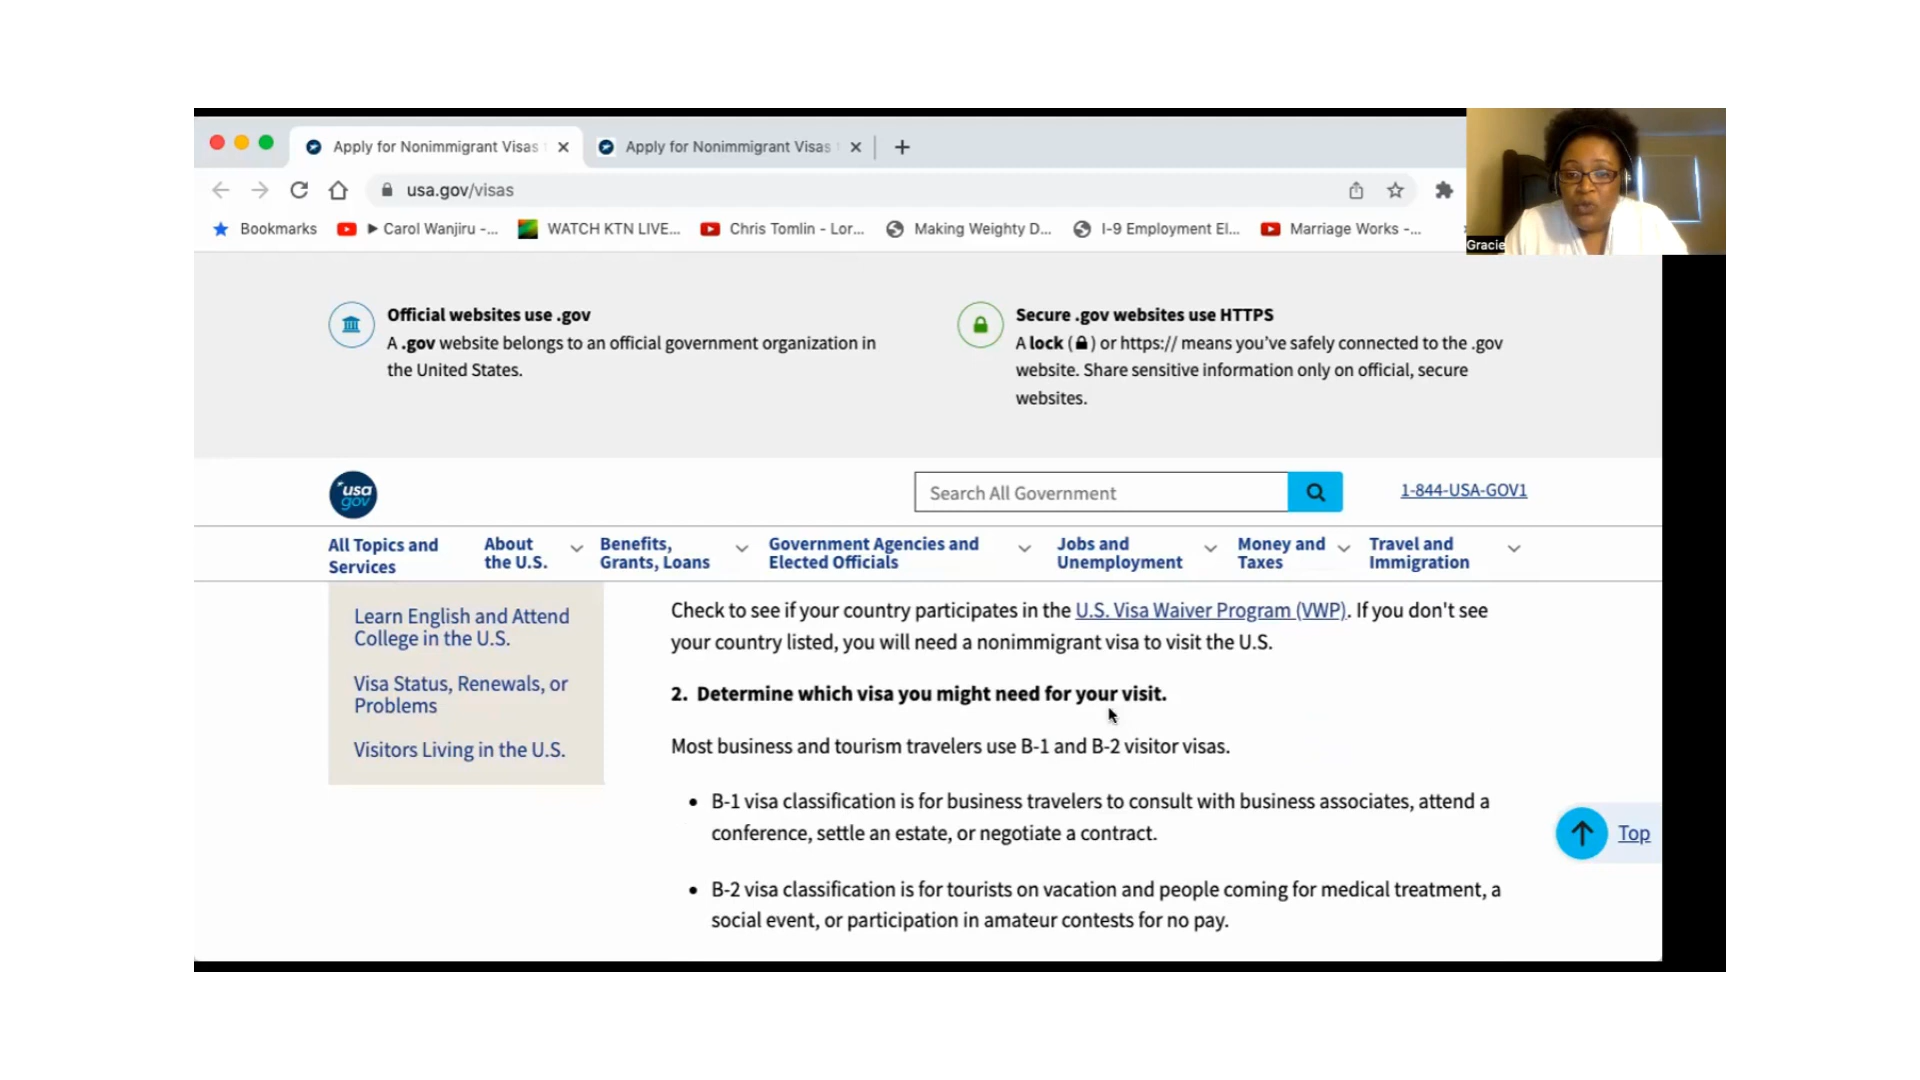 Apply for Nonimmigrant Visas
Apply for Nonimmigrant Visas
usa.gov/visas
Bookmarks
Carol Wanjiru -...
WATCH KTN LIVE...
Chris Tomlin - Lor...
Making Weighty D...
I-9 Employment El...
Marriage Works -...
Gracie
Official websites use .gov
A .gov website belongs to an official government organization in
the United States.
Secure .gov websites use HTTPS
A lock ( ) or https:// means you've safely connected to the .gov
website. Share sensitive information only on official, secure
websites.
usa
gov
Search All Government
1-844-USA-GOV1
All Topics and
Services
About
the U.S.
Benefits,
Grants, Loans
Government Agencies and
Elected Officials
Jobs and
Unemployment
Money and
Taxes
Travel and
Immigration
Learn English and Attend
College in the U.S.
Visa Status, Renewals, or
Problems
Visitors Living in the U.S.
Check to see if your country participates in the U.S. Visa Waiver Program (VWP). If you don't see
your country listed, you will need a nonimmigrant visa to visit the U.S.
2. Determine which visa you might need for your visit.
Most business and tourism travelers use B-1 and B-2 visitor visas.
• B-1 visa classification is for business travelers to consult with business associates, attend a
conference, settle an estate, or negotiate a contract.
• B-2 visa classification is for tourists on vacation and people coming for medical treatment, a
social event, or participation in amateur contests for no pay.
Top